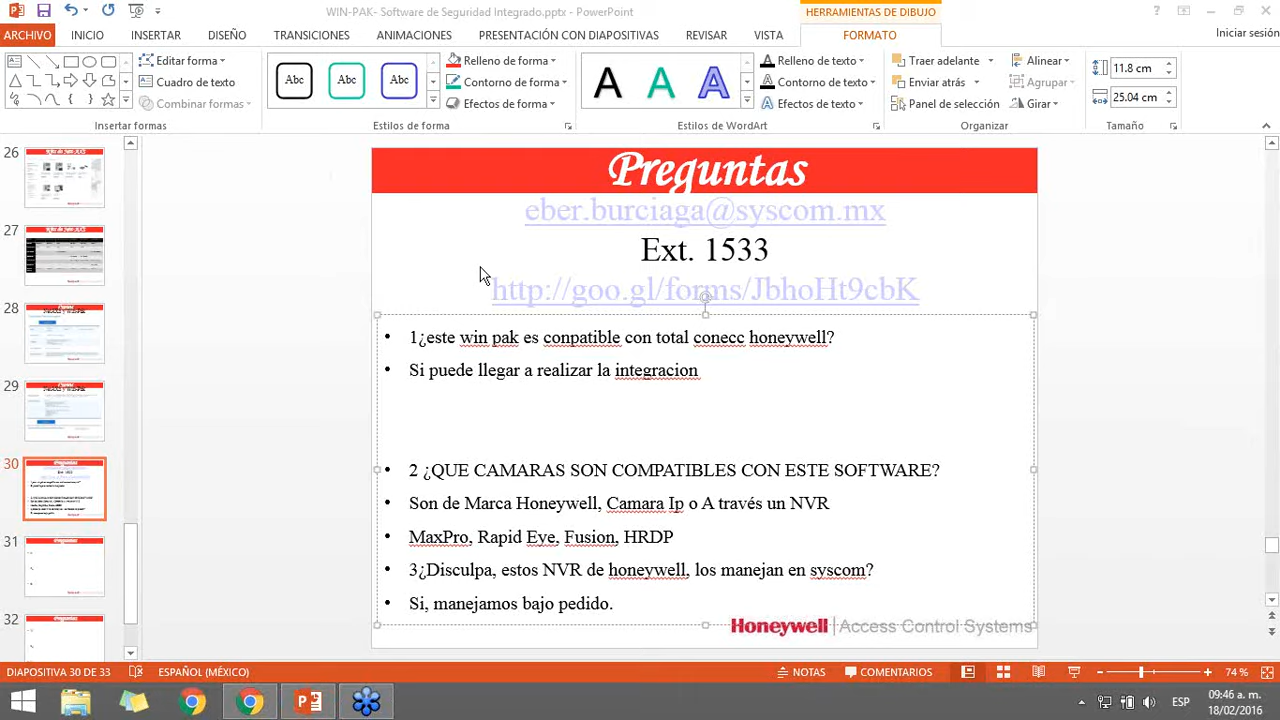 WIN-PAK- Software de Seguridad Integrado.pptx - PowerPoint
HERRAMIENTAS DE DIBUJO
ARCHIVO INICIO INSERTAR DISEÑO TRANSICIONES ANIMACIONES PRESENTACIÓN CON DIAPOSITIVAS REVISAR VISTA FORMATO Iniciar sesión
Editar forma
Cuadro de texto
Combinar formas
Insertar formas
Abc Abc Abc
Relleno de forma
Contorno de forma
Efectos de forma
Estilos de forma
A A A
Relleno de texto
Contorno de texto
Efectos de texto
Estilos de WordArt
Traer adelante
Enviar atrás
Panel de selección
Alinear
Agrupar
Girar
Organizar
11.8 cm
25.04 cm
Tamaño
26
27
28
29
30
31
32
Preguntas
eber.burciaga@syscom.mx
Ext. 1533
http://goo.gl/forms/JbhoHt9cbK
• 1¿este win pak es conpatible con total conecc honeywell?
• Si puede llegar a realizar la integracion
• 2 ¿QUE CAMARAS SON COMPATIBLES CON ESTE SOFTWARE?
• Son de linea Honeywell, Camara Ip o A través un NVR.
• MaxPro, Rapid Eye, Fusion, HRDP
• 3¿Disculpa, estos NVR de honeywell, los manejan en syscom?
• Si, manejamos bajo pedido.
Honeywell | Access Control Systems
DIAPOSITIVA 30 DE 33 ESPAÑOL (MÉXICO) NOTAS COMENTARIOS 74 %
ESP
09:46 a. m.
18/02/2016